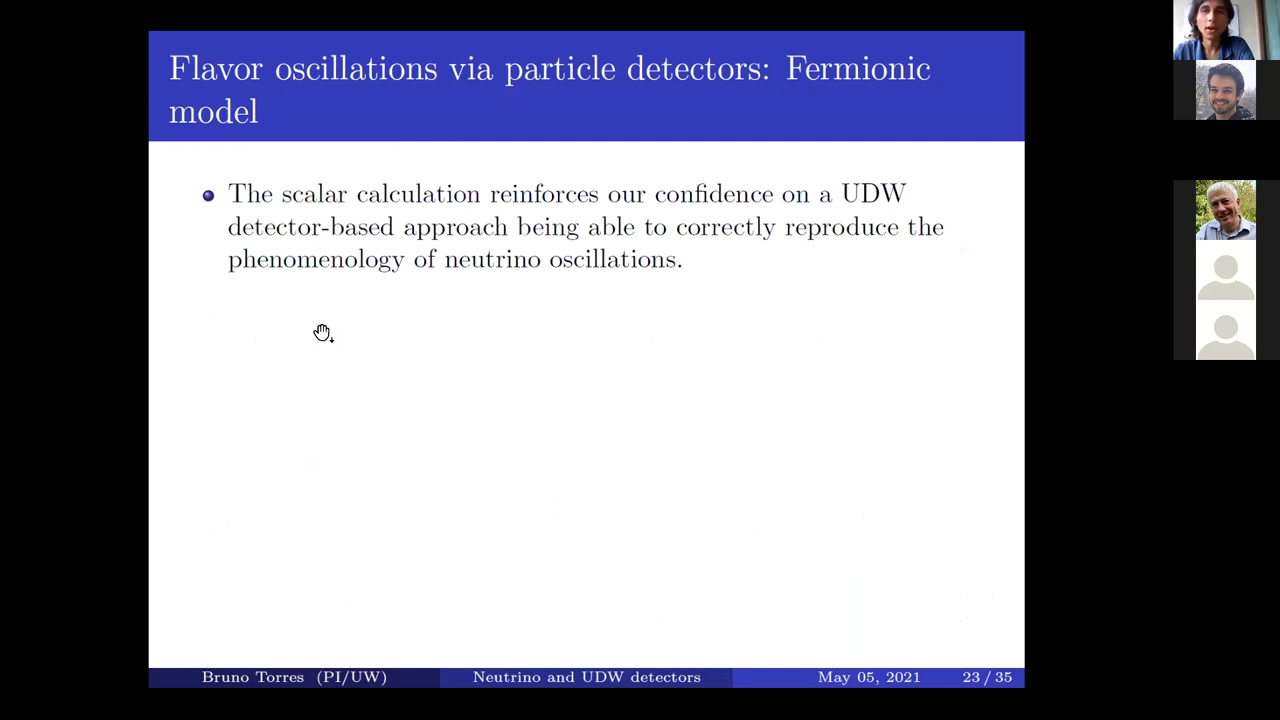 Flavor oscillations via particle detectors: Fermionic
model
The scalar calculation reinforces our confidence on a UDW
detector-based approach being able to correctly reproduce the
phenomenology of neutrino oscillations.
Bruno Torres (PI/UW) Neutrino and UDW detectors May 05, 2021 23 / 35